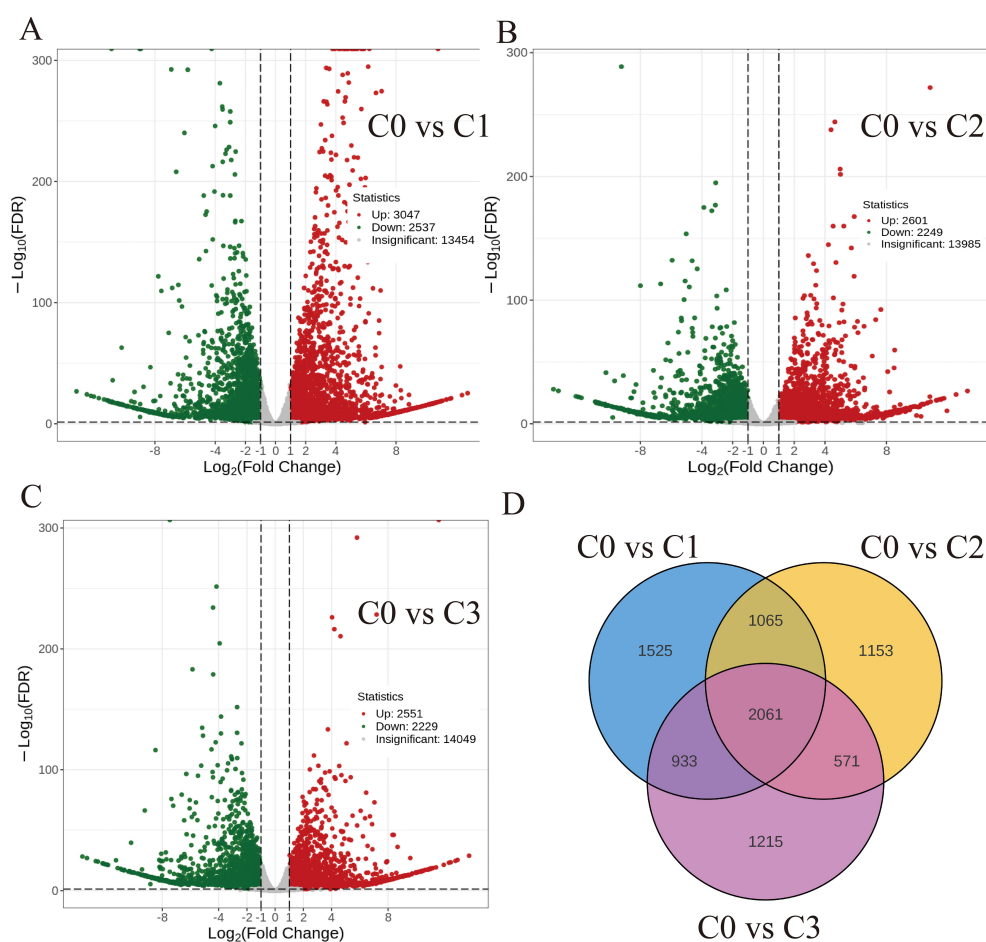 A
300
200
100
0
−Log10(FDR)
C0 vs C1
Statistics
Up: 3047
Down: 2537
Insignificant: 13454
-8 -4 -2 -1 0 1 2 4 8
Log2(Fold Change)
B
300
200
100
0
−Log10(FDR)
C0 vs C2
Statistics
Up: 2601
Down: 2249
Insignificant: 13985
-8 -4 -2 -1 0 1 2 4 8
Log2(Fold Change)
C
300
200
100
0
−Log10(FDR)
C0 vs C3
Statistics
Up: 2551
Down: 2229
Insignificant: 14049
-8 -4 -2 -1 0 1 2 4 8
Log2(Fold Change)
D
C0 vs C1 C0 vs C2
1065
1525 1153
2061
933 571
1215
C0 vs C3